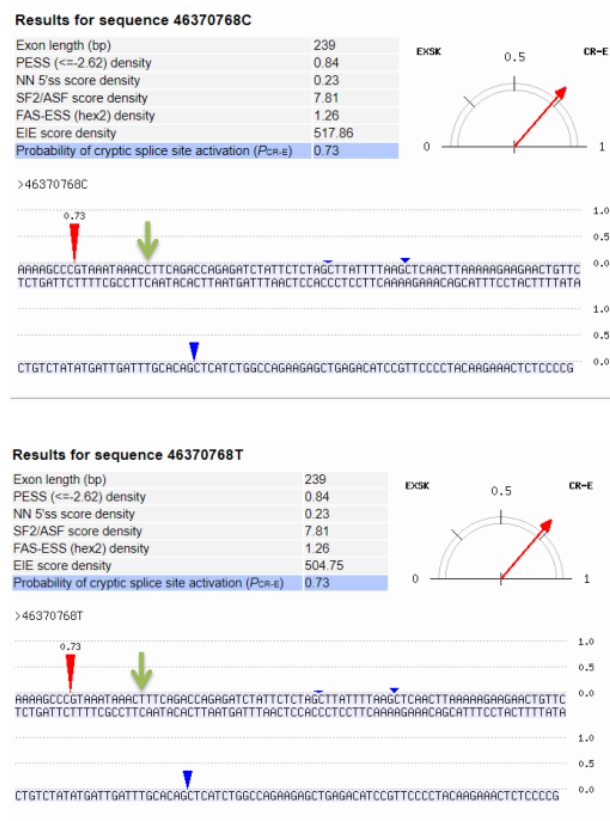 Results for sequence 46370768C
Exon length (bp) 239
PESS (<=-2.62) density 0.84
NN 5'ss score density 0.23
SF2/ASF score density 7.81
FAS-ESS (hex2) density 1.26
EIE score density 517.86
Probability of cryptic splice site activation (PCR-E) 0.73
EXSK 0.5 CR-E
0 1
>46370768C
1.0
0.73
0.5
0.0
AAAAGCCCGTAAATAAACCTTCAGACCAGAGATCTATTCTCTAGCTTATTTTAAGCTCAACTTAAAAAGAAGAACTGTTC
TCTGATTCTTTTCGCCTTCAATACACTTAATGATTTAACTCCACCCTCCTTCAAAAGAAACAGCATTTCCTACTTTTATA
1.0
0.5
0.0
CTGTCTATATGATTGATTTGCACAGCTCATCTGGCCAGAAGAGCTGAGACATCCGTTCCCCTACAAGAAACTCTCCCCG
Results for sequence 46370768T
Exon length (bp) 239
PESS (<=-2.62) density 0.84
NN 5'ss score density 0.23
SF2/ASF score density 7.81
FAS-ESS (hex2) density 1.26
EIE score density 504.75
Probability of cryptic splice site activation (PCR-E) 0.73
EXSK 0.5 CR-E
0 1
>46370768T
1.0
0.73
0.5
0.0
AAAAGCCCGTAAATAAACTTTCAGACCAGAGATCTATTCTCTAGCTTATTTTAAGCTCAACTTAAAAAGAAGAACTGTTC
TCTGATTCTTTTCGCCTTCAATACACTTAATGATTTAACTCCACCCTCCTTCAAAAGAAACAGCATTTCCTACTTTTATA
1.0
0.5
0.0
CTGTCTATATGATTGATTTGCACAGCTCATCTGGCCAGAAGAGCTGAGACATCCGTTCCCCTACAAGAAACTCTCCCCG